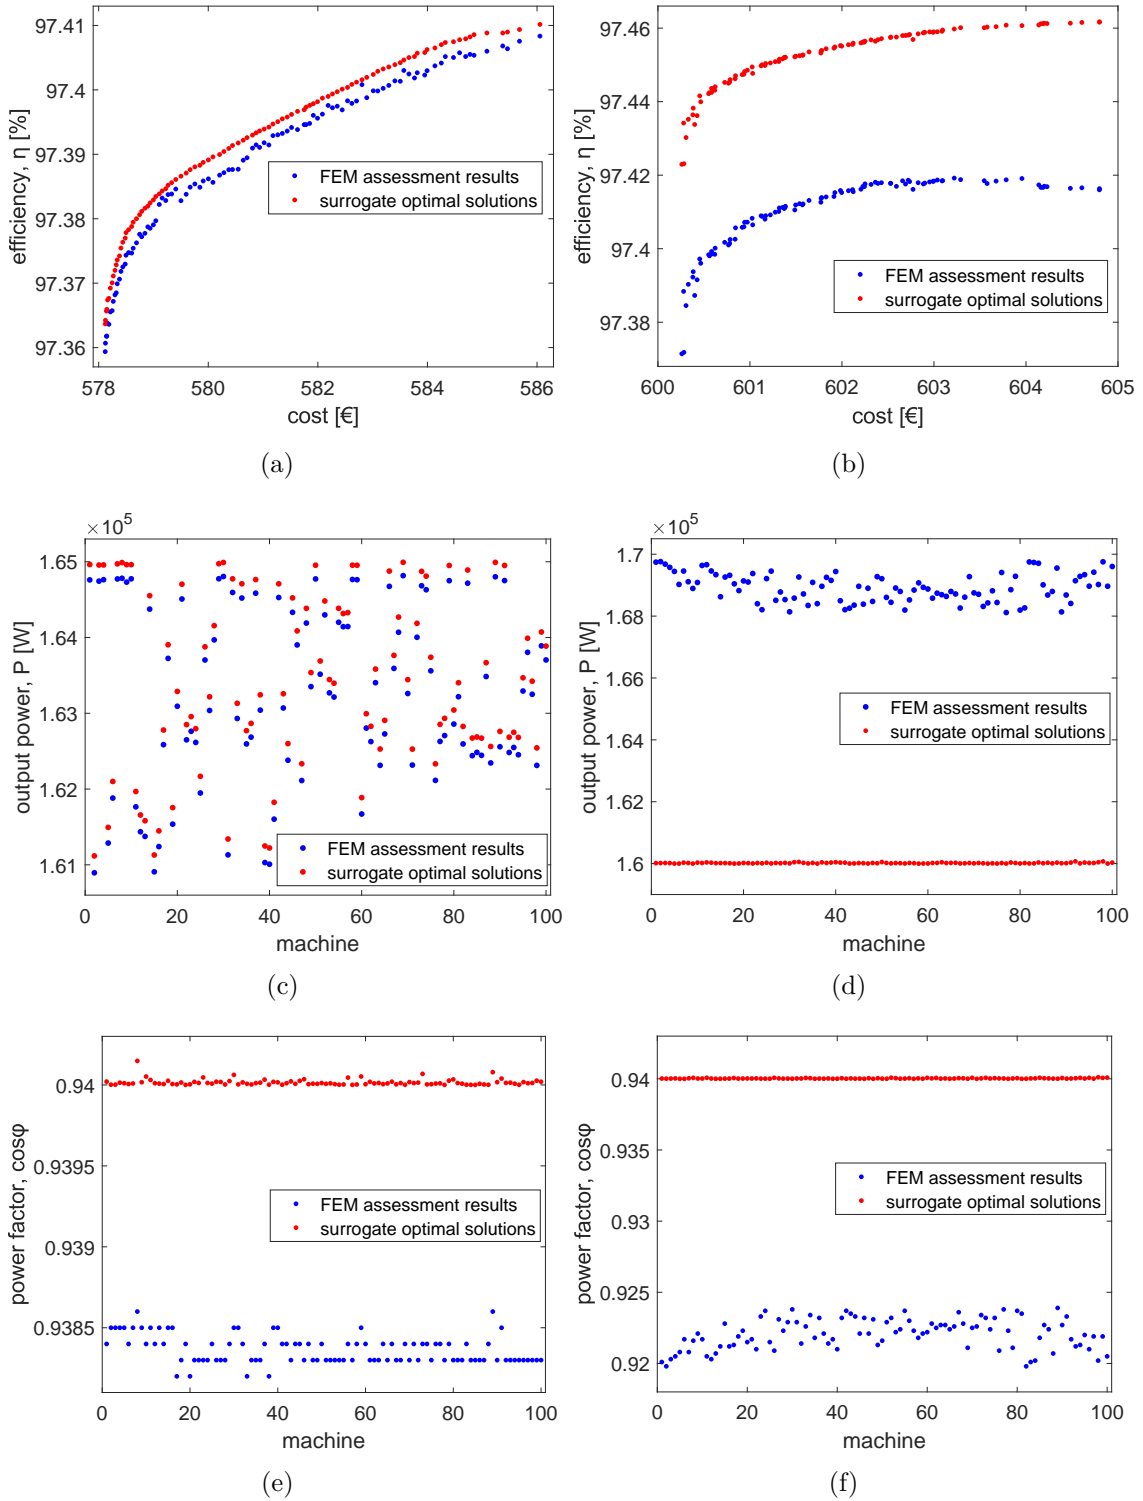 97.41
97.4
97.39
97.38
97.37
97.36
efficiency, η [%]
FEM assessment results
surrogate optimal solutions
578
580
582
584
586
cost [€]
(a)
97.46
97.44
97.42
97.4
97.38
efficiency, η [%]
FEM assessment results
surrogate optimal solutions
600
601
602
603
604
605
cost [€]
(b)
×10⁵
1.65
1.64
1.63
1.62
1.61
output power, P [W]
FEM assessment results
surrogate optimal solutions
0
20
40
60
80
100
machine
(c)
×10⁵
1.7
1.68
1.66
1.64
1.62
1.6
output power, P [W]
FEM assessment results
surrogate optimal solutions
0
20
40
60
80
100
machine
(d)
0.94
0.9395
0.939
0.9385
power factor, cosφ
FEM assessment results
surrogate optimal solutions
0
20
40
60
80
100
machine
(e)
0.94
0.935
0.93
0.925
0.92
power factor, cosφ
FEM assessment results
surrogate optimal solutions
0
20
40
60
80
100
machine
(f)